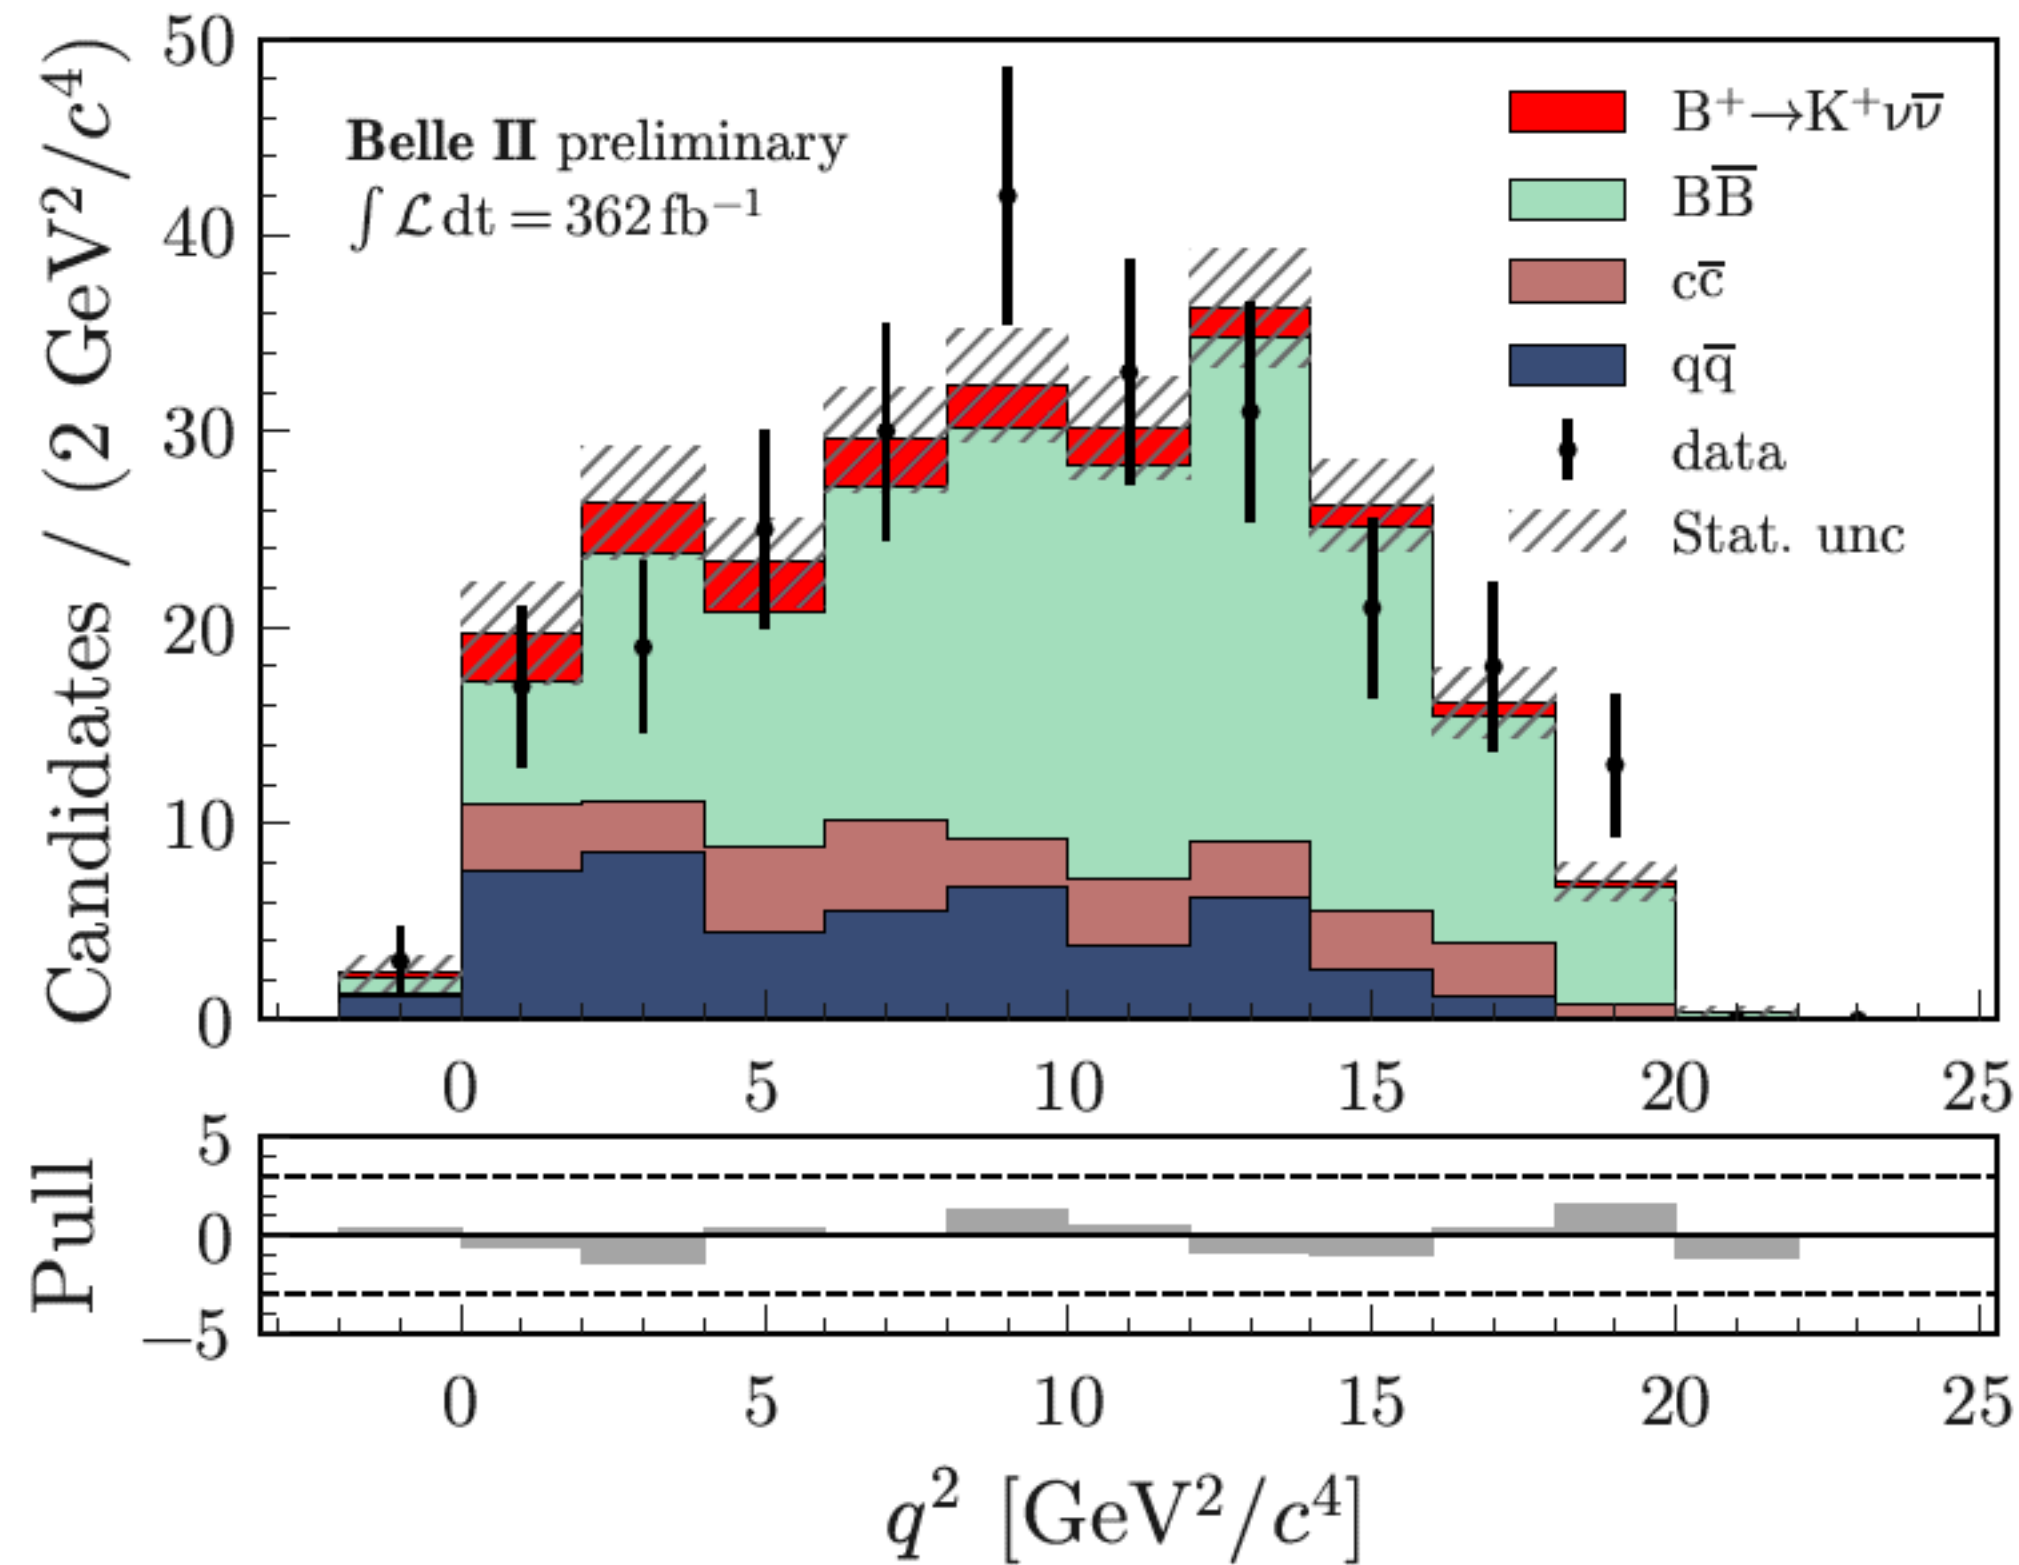 Candidates / (2 GeV²/c⁴)
50
40
30
20
10
0
Belle II preliminary
∫ ℒ dt = 362 fb⁻¹
B⁺→K⁺νν̅
BB̅
cc̅
qq̅
data
Stat. unc
0 5 10 15 20 25
Pull
5
0
−5
0 5 10 15 20 25
q² [GeV²/c⁴]